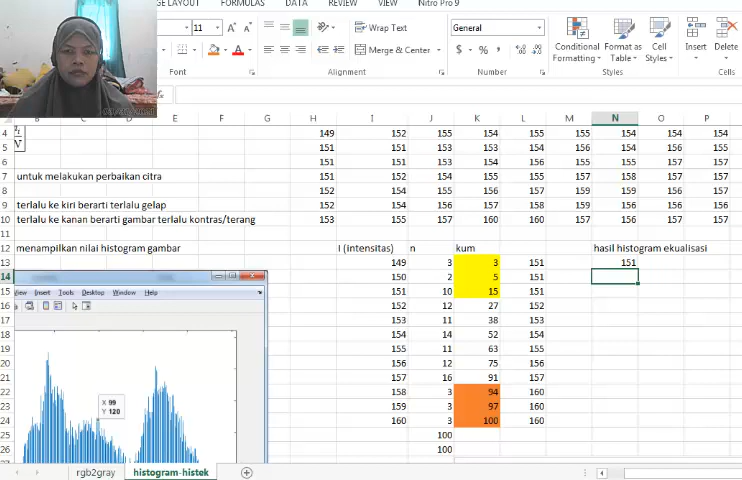 GE LAYOUT FORMULAS DATA REVIEW VIEW Nitro Pro 9
11 Wrap Text General
Merge & Center $ % Conditional Formatting Format as Table Cell Styles Insert Delete
Font Alignment Number Styles Cells
B C D E F G H I J K L M N O P
4 149 152 155 154 155 155 154 154 154
5 N 151 151 153 153 154 156 154 156 155
6 151 151 153 154 156 155 155 157 157
7 untuk melakukan perbaikan citra 151 152 154 155 156 157 158 157 157
8 152 154 155 156 156 157 159 159 159
9 terlalu ke kiri berarti terlalu gelap 152 154 156 157 158 159 159 156 156
10 terlalu ke kanan berarti gambar terlalu kontras/terang 153 155 157 160 160 157 156 157 157
11
12 menampilkan nilai histogram gambar I (intensitas) n kum hasil histogram ekualisasi
13 149 3 3 151 151
14 150 2 5 151
15 View Insert Tools Desktop Window Help 151 10 15 151
16 152 12 27 152
17 153 11 38 153
18 154 14 52 154
19 155 11 63 155
20 156 12 75 156
21 157 16 91 157
22 X 99 158 3 94 160
23 Y 120 159 3 97 160
24 160 3 100 160
25 100
26 100
rgb2gray histogram-histek